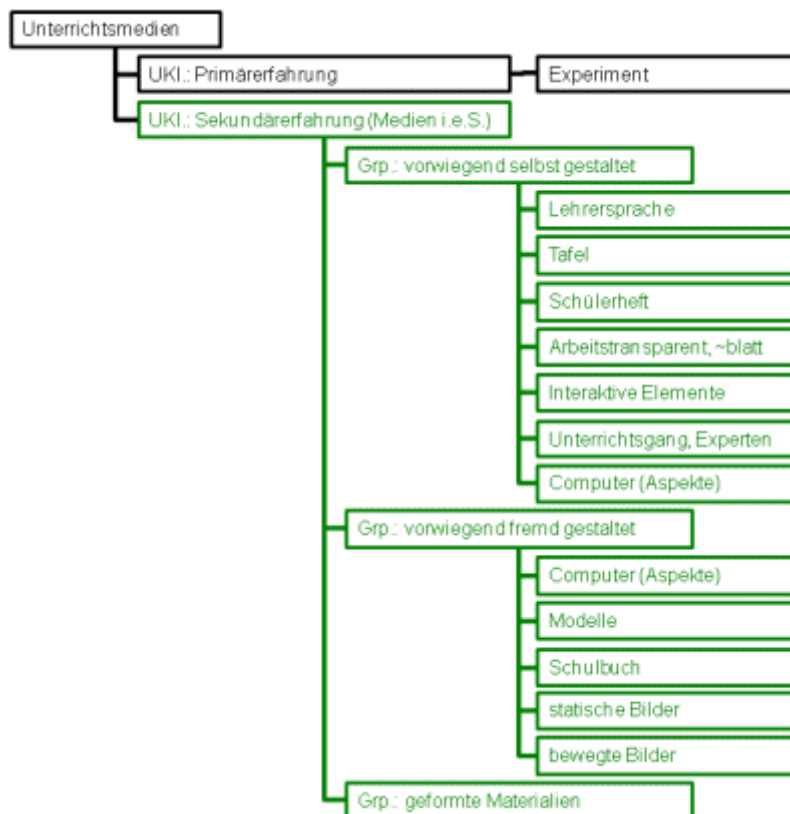 Unterrichtsmedien
UKl.: Primärerfahrung
Experiment
UKl.: Sekundärerfahrung (Medien i.e.S.)
Grp.: vorwiegend selbst gestaltet
Lehrersprache
Tafel
Schülerheft
Arbeitstransparent, ~blatt
Interaktive Elemente
Unterrichtsgang, Experten
Computer (Aspekte)
Grp.: vorwiegend fremd gestaltet
Computer (Aspekte)
Modelle
Schulbuch
statische Bilder
bewegte Bilder
Grp.: geformte Materialien